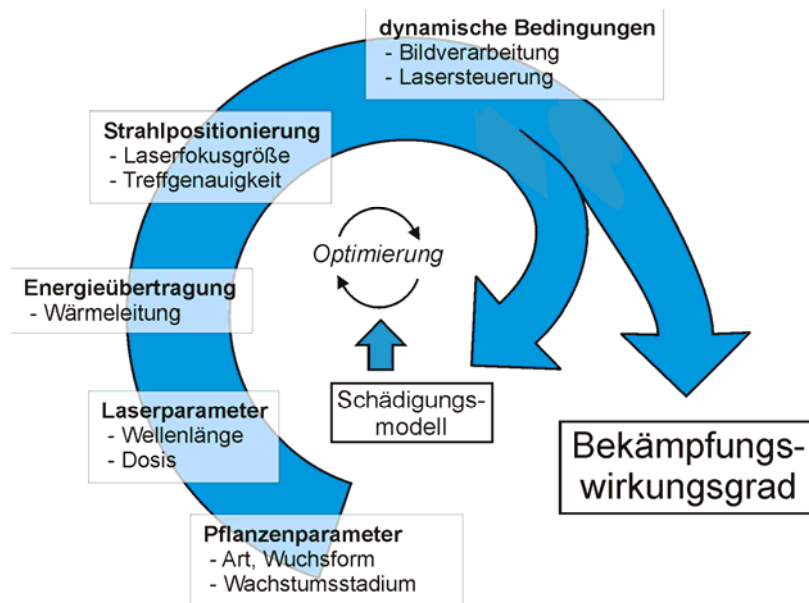 dynamische Bedingungen
- Bildverarbeitung
- Lasersteuerung
Strahlpositionierung
- Laserfokusgröße
- Treffgenauigkeit
Optimierung
Energieübertragung
- Wärmeleitung
Schädigungs-
modell
Laserparameter
- Wellenlänge
- Dosis
Bekämpfungs-
wirkungsgrad
Pflanzenparameter
- Art, Wuchsform
- Wachstumsstadium